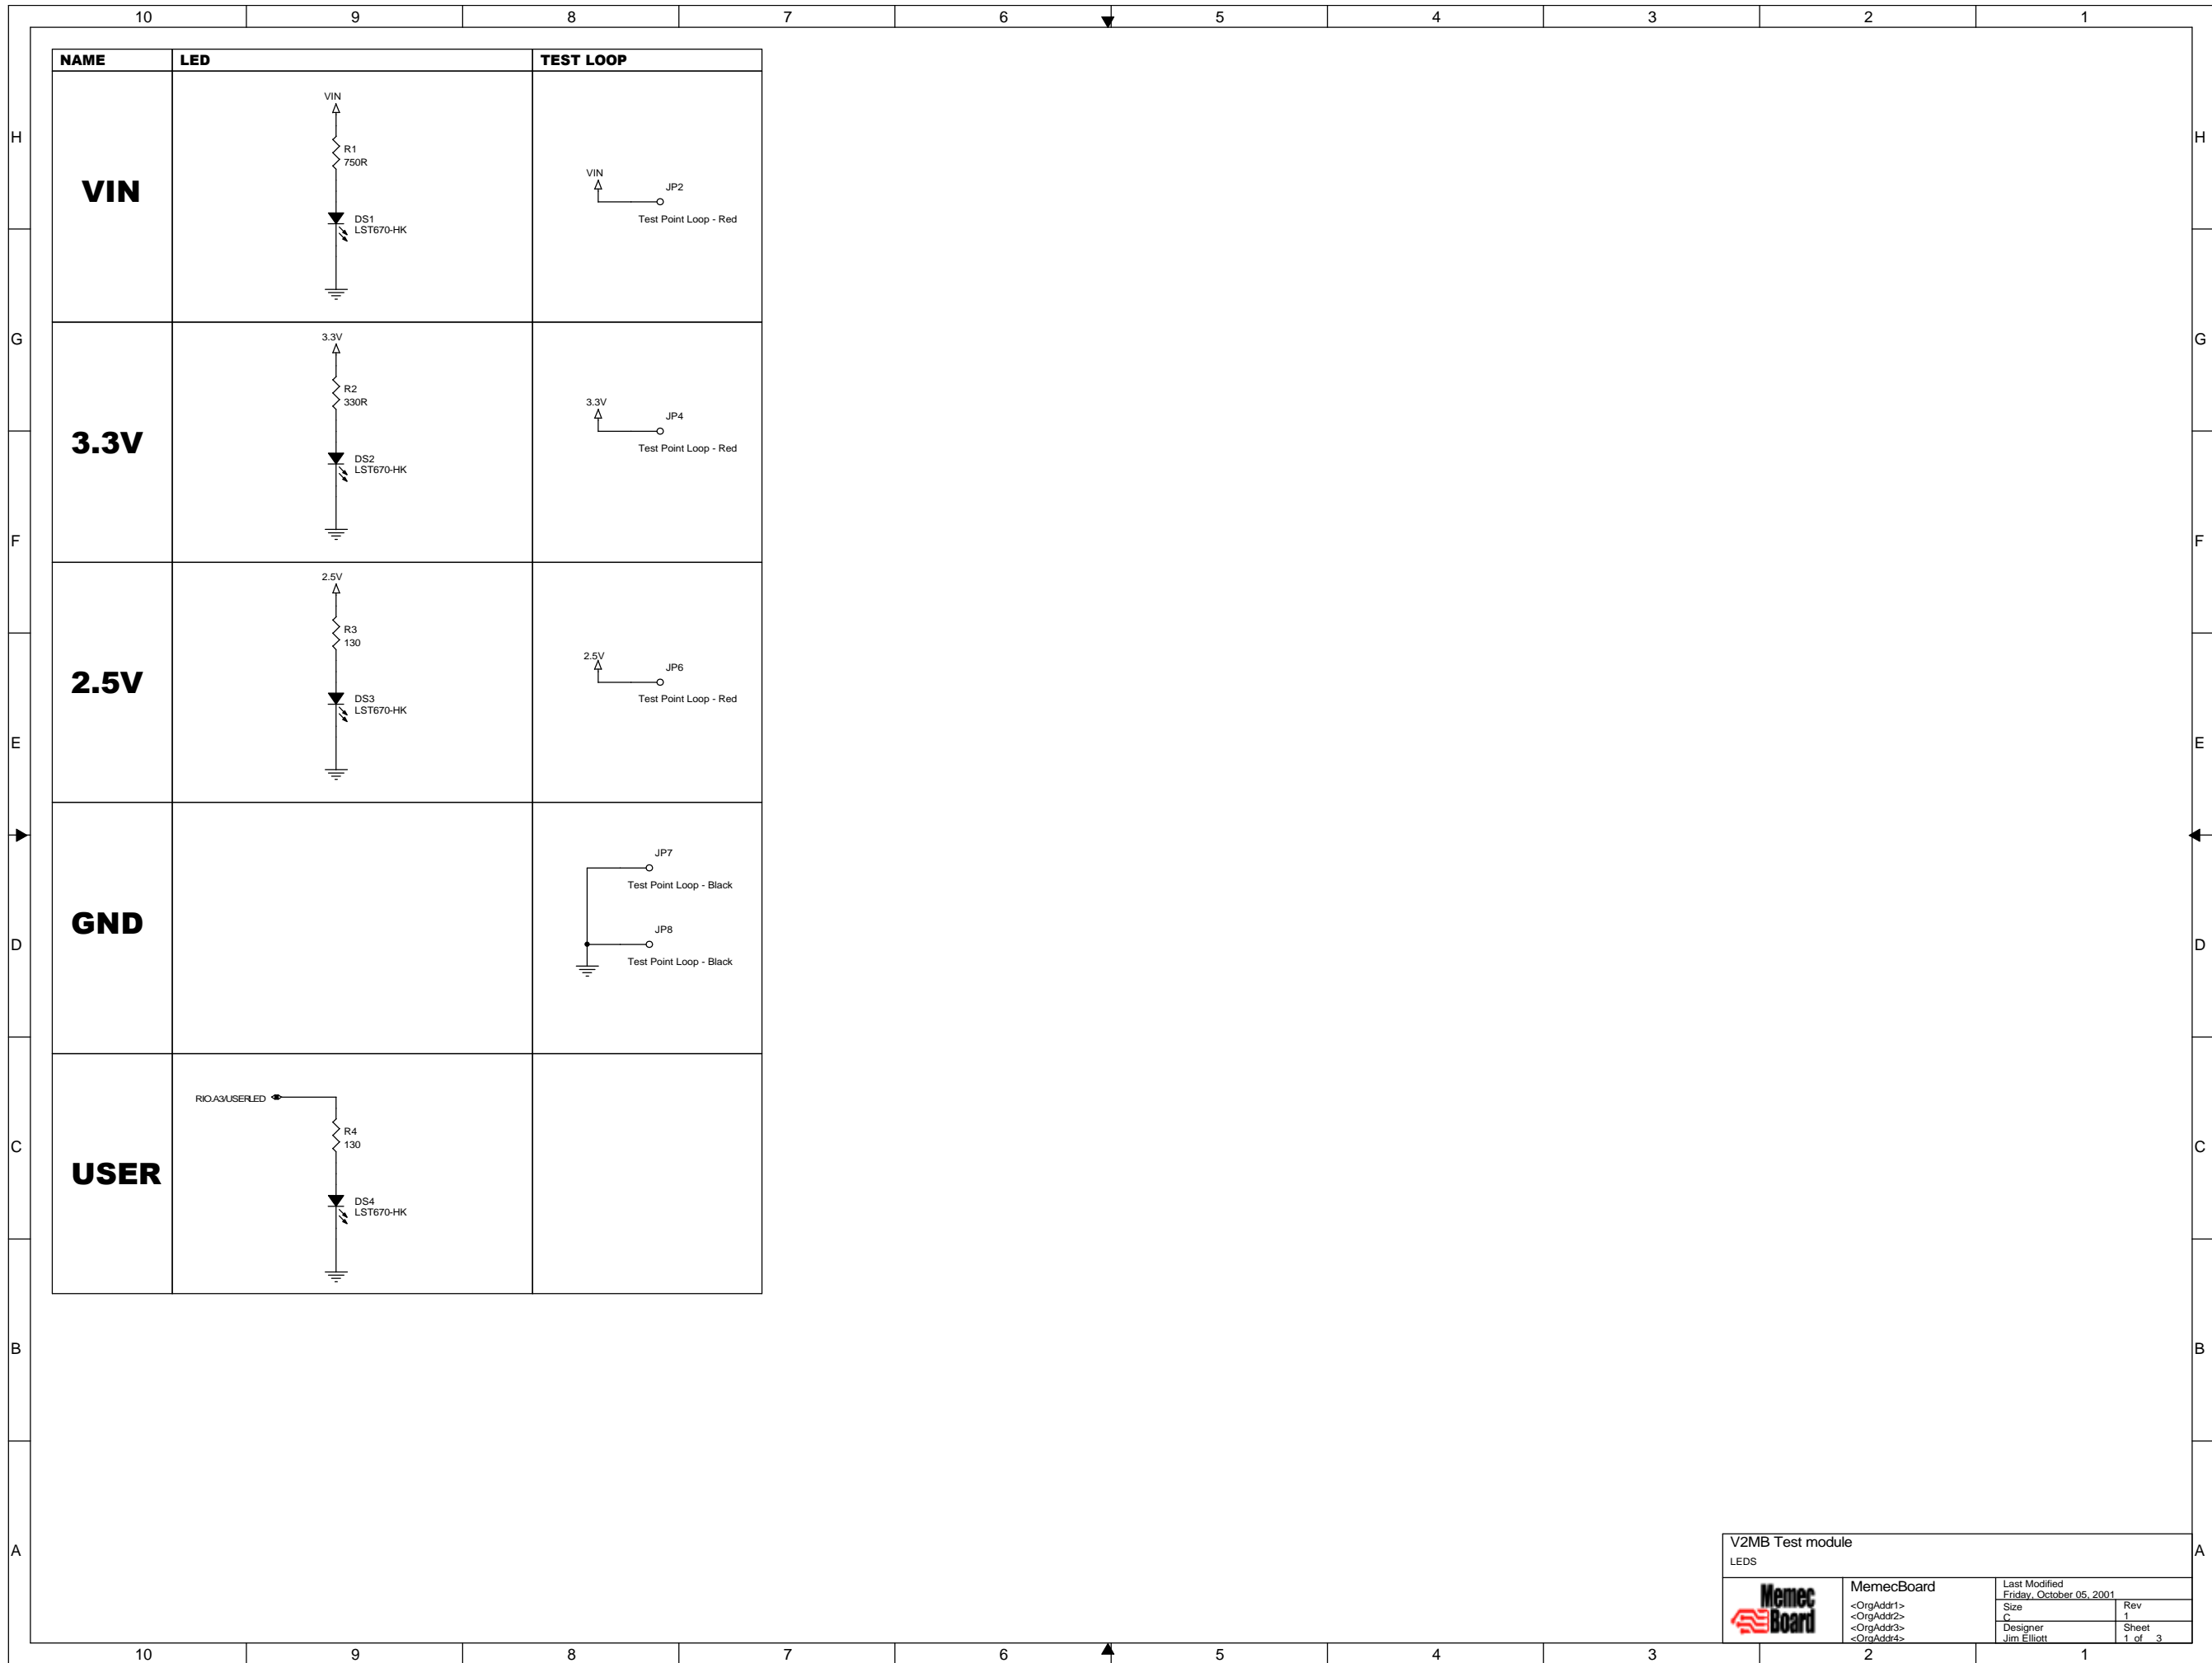 10 9 8 7 6 5 4 3 2 1
NAME LED TEST LOOP
H H
VIN
VIN
R1
750R
DS1
LST670-HK
VIN
JP2
Test Point Loop - Red
G G
3.3V
3.3V
R2
330R
DS2
LST670-HK
3.3V
JP4
Test Point Loop - Red
F F
2.5V
2.5V
R3
130
DS3
LST670-HK
2.5V
JP6
Test Point Loop - Red
E E
GND
JP7
Test Point Loop - Black
JP8
Test Point Loop - Black
D D
USER
RIO.A3/USERLED
R4
130
DS4
LST670-HK
C C
B B
A A
V2MB Test module
LEDS
Memec
Board
MemecBoard
<OrgAddr1>
<OrgAddr2>
<OrgAddr3>
<OrgAddr4>
Last Modified
Friday, October 05, 2001
Size
C
Rev
1
Designer
Jim Elliott
Sheet
1 of 3
10 9 8 7 6 5 4 3 2 1